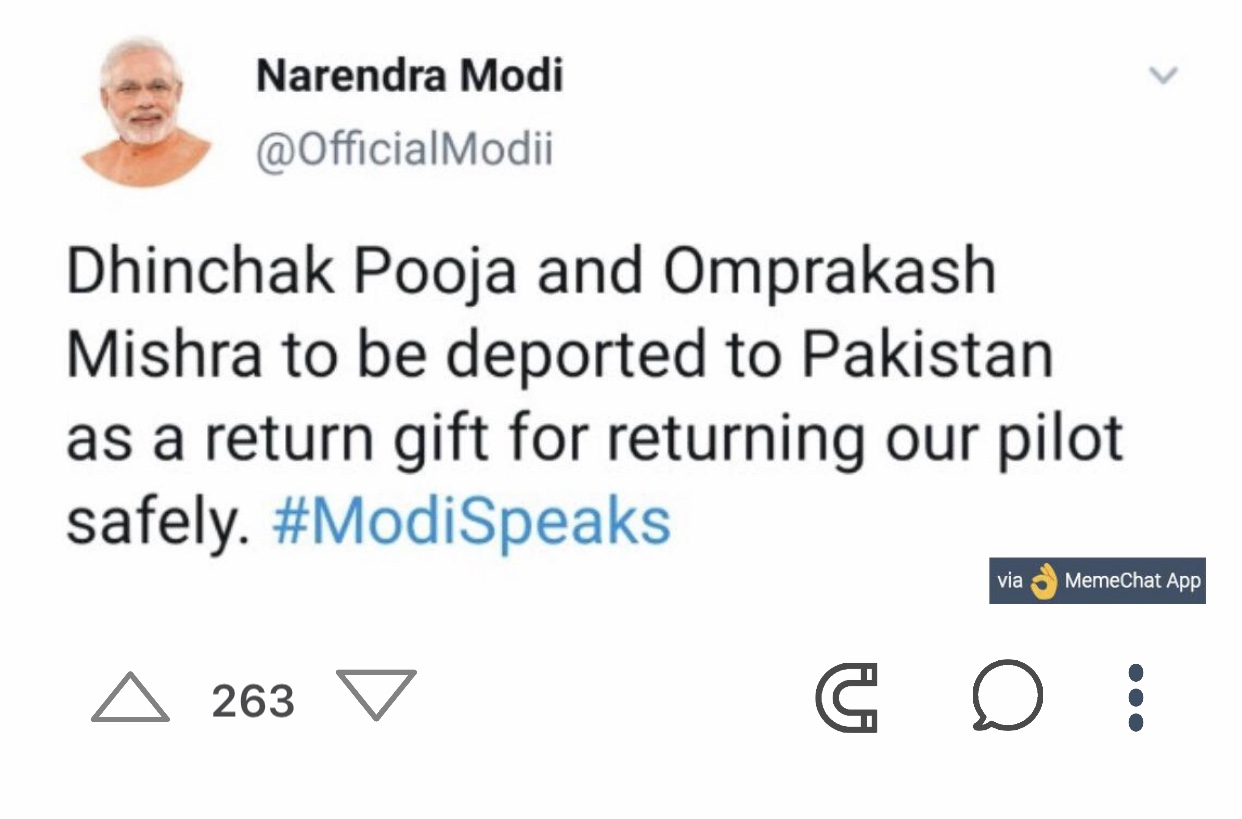 Narendra Modi
@OfficialModii
Dhinchak Pooja and Omprakash
Mishra to be deported to Pakistan
as a return gift for returning our pilot
safely. #ModiSpeaks
via 👌 MemeChat App
263